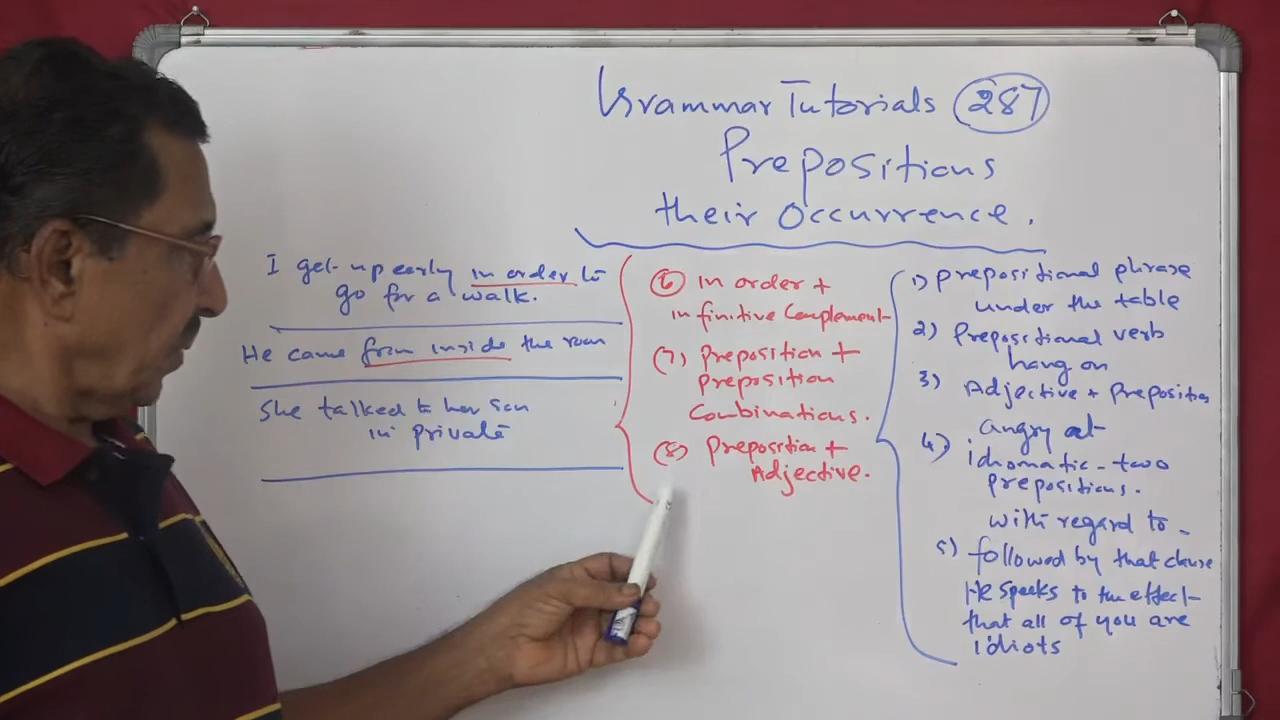 Grammar Tutorials 287
Prepositions
their occurrence.
I get up early in order to
go for a walk.
He came from inside the room
She talked to her son
in private
(6) In order +
infinitive Complement
(7) Preposition +
preposition
Combinations.
(8) Preposition +
Adjective.
1) prepositional phrase
under the table
2) Prepositional verb
hang on
3) Adjective + Preposition
angry at
4) idiomatic - two
prepositions.
with regard to -
5) followed by that clause
He speaks to the effect
that all of you are
idiots